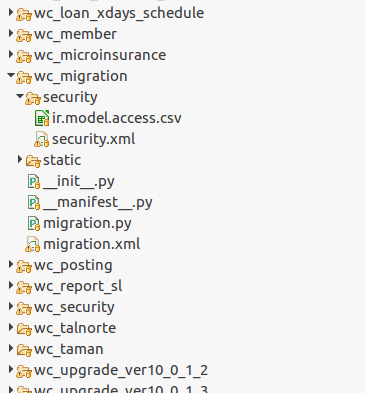 wc_loan_xdays_schedule
wc_member
wc_microinsurance
wc_migration
security
ir.model.access.csv
security.xml
static
__init__.py
__manifest__.py
migration.py
migration.xml
wc_posting
wc_report_sl
wc_security
wc_talnorte
wc_taman
wc_upgrade_ver10_0_1_2
wc_upgrade_ver10_0_1_3